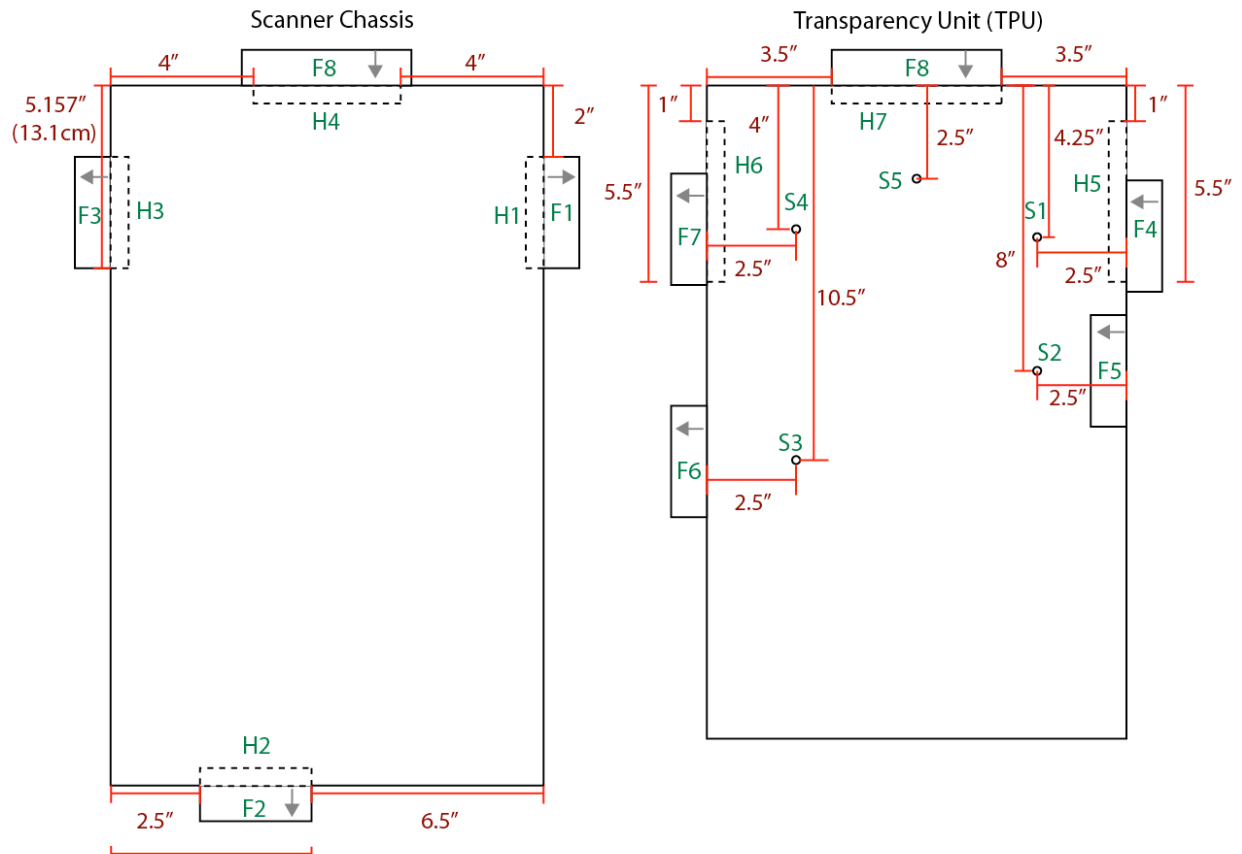 Scanner Chassis
4”
F8
4”
5.157”
(13.1cm)
H4
2”
F3
H3
H1
F1
H2
F2
2.5”
6.5”
Transparency Unit (TPU)
3.5”
F8
3.5”
1”
H7
1”
4”
2.5”
4.25”
H6
S5
H5
5.5”
5.5”
S4
S1
F7
F4
2.5”
8”
2.5”
10.5”
S2
F5
2.5”
S3
F6
2.5”